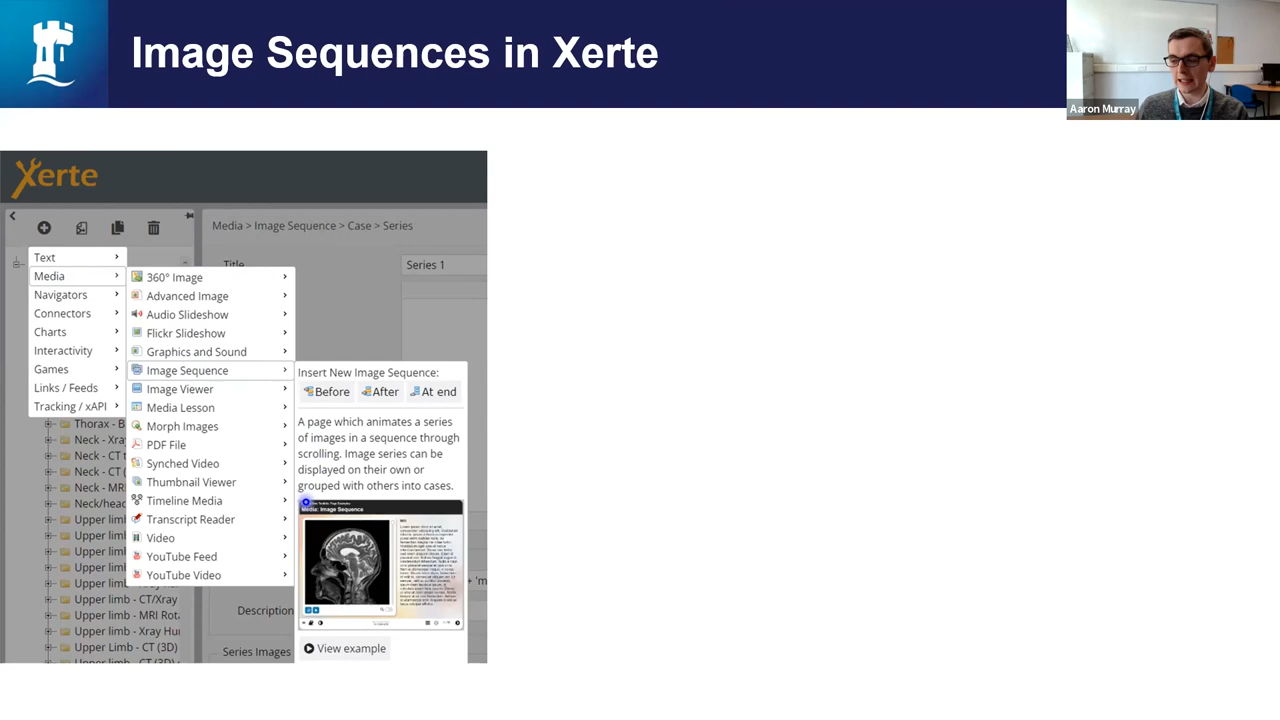 Image Sequences in Xerte
Aaron Murray
Xerte
Media > Image Sequence > Case > Series
Title
Series 1
Text
Media
Navigators
Connectors
Charts
Interactivity
Games
Links / Feeds
Tracking / xAPI
360° Image
Advanced Image
Audio Slideshow
Flickr Slideshow
Graphics and Sound
Image Sequence
Image Viewer
Media Lesson
Morph Images
PDF File
Synched Video
Thumbnail Viewer
Timeline Media
Transcript Reader
Video
YouTube Feed
YouTube Video
Insert New Image Sequence:
Before After At end
A page which animates a series
of images in a sequence through
scrolling. Image series can be
displayed on their own or
grouped with others into cases.
Media: Image Sequence
View example
Thorax - B
Neck - Xray
Neck - CT t
Neck - CT (
Neck - MRI
Neck/head
Upper limb
Upper limb
Upper limb
Upper limb
Upper limb
Upper limb - CT/Xray
Upper limb - MRI Rota
Upper limb - Xray Hur
Upper Limb - CT (3D)
Upper Limb - CT (3D)
+ 'm
Description
Series Images